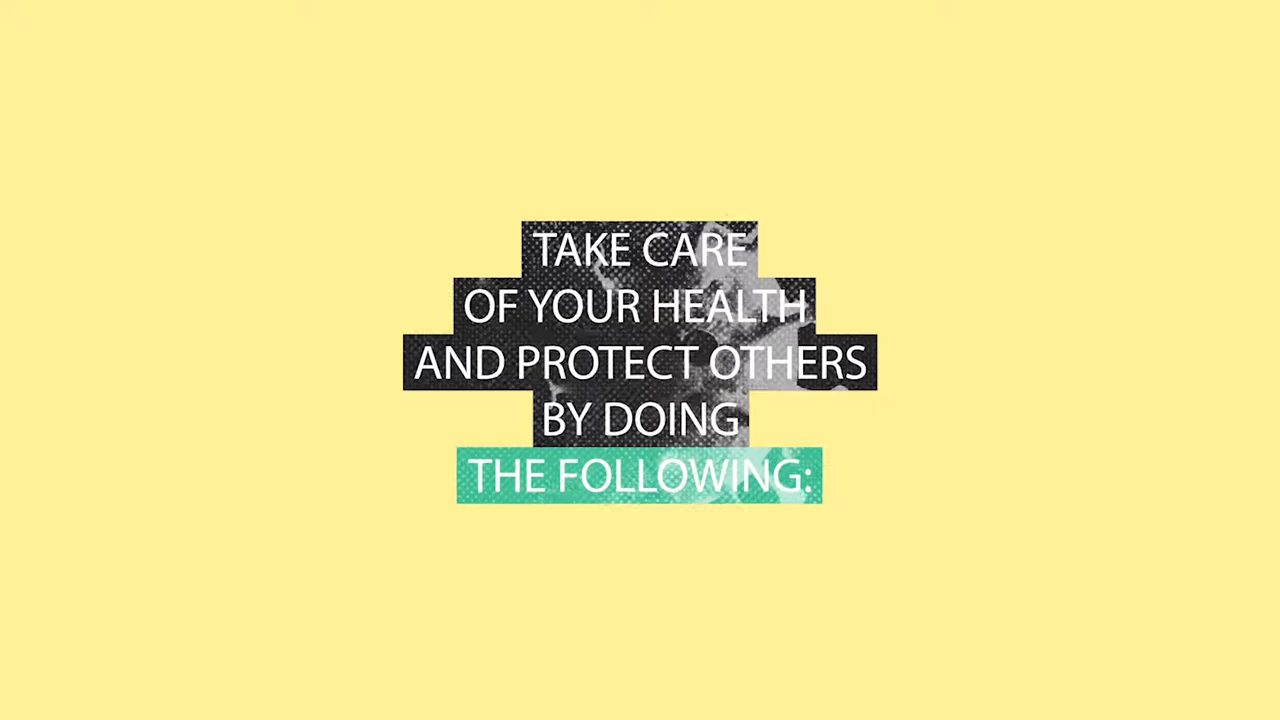 TAKE CARE
OF YOUR HEALTH
AND PROTECT OTHERS
BY DOING
THE FOLLOWING: